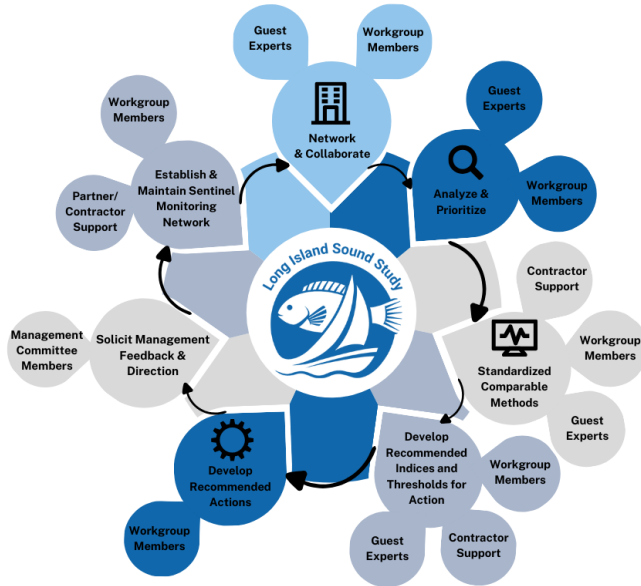 Guest
Experts
Workgroup
Members
Network
& Collaborate
Guest
Experts
Workgroup
Members
Analyze &
Prioritize
Contractor
Support
Workgroup
Members
Guest
Experts
Standardized
Comparable
Methods
Develop
Recommended
Indices and
Thresholds for
Action
Workgroup
Members
Contractor
Support
Guest
Experts
Develop
Recommended
Actions
Workgroup
Members
Solicit Management
Feedback &
Direction
Management
Committee
Members
Establish &
Maintain Sentinel
Monitoring
Network
Workgroup
Members
Partner/
Contractor
Support
Long Island Sound Study